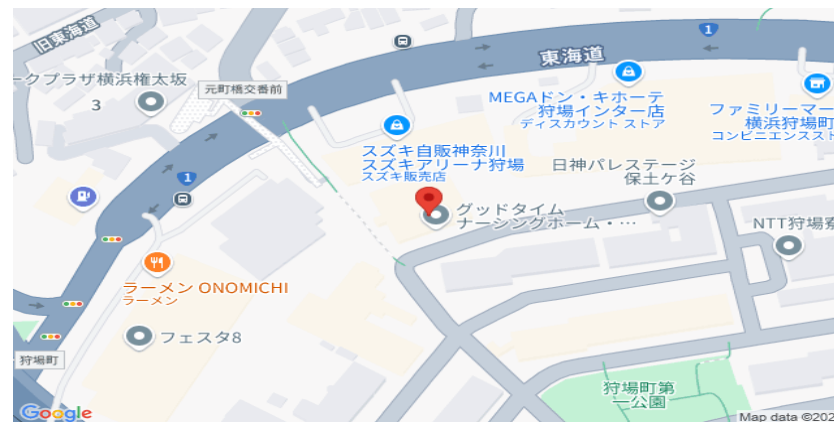 旧東海道
1
東海道
ークプラザ横浜権太坂
3
元町橋交番前
MEGAドン・キホーテ
狩場インター店
ディスカウント ストア
ファミリーマー
横浜狩場町
コンビニエンススト
スズキ自販神奈川
スズキアリーナ狩場
スズキ販売店
日神パレステージ
保土ケ谷
1
グッドタイム
ナーシングホーム・…
NTT狩場寮
ラーメン ONOMICHI
ラーメン
フェスタ8
狩場町
狩場町第
一公園
Google
Map data ©202